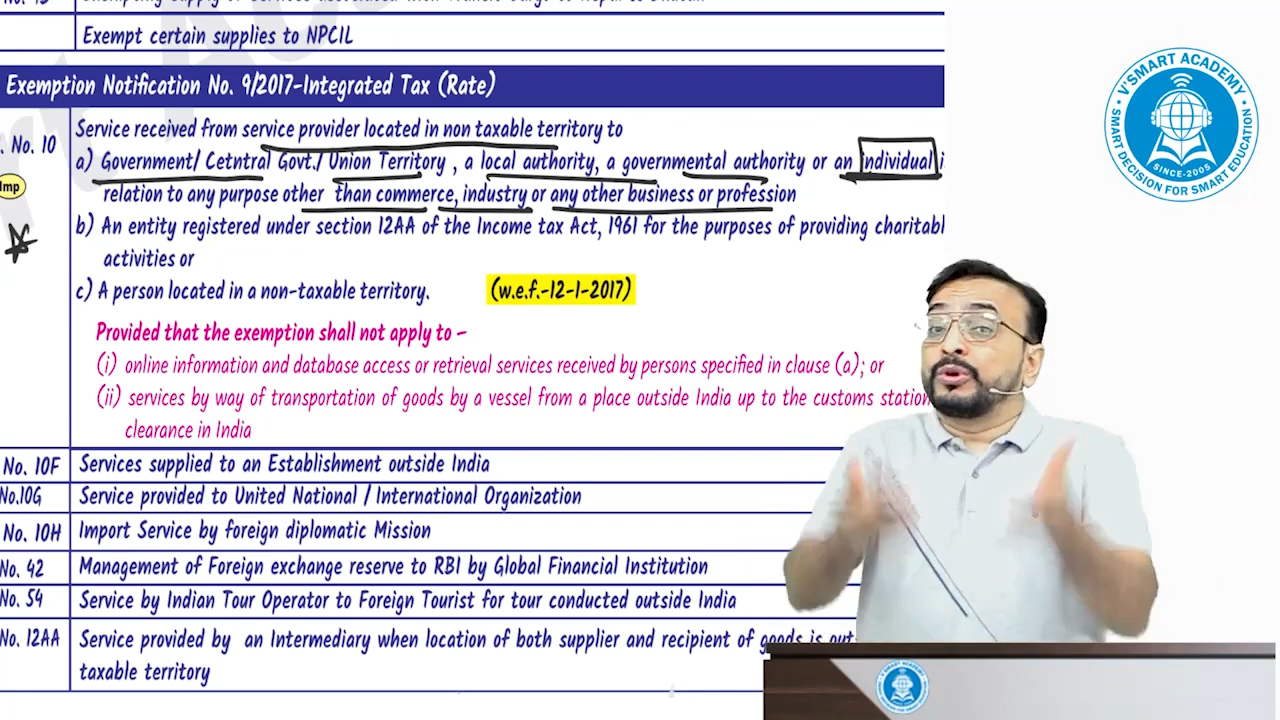 Exempt certain supplies to NPCIL
Exemption Notification No. 9/2017-Integrated Tax (Rate)
Service received from service provider located in non taxable territory to
. No. 10
a) Government/ Cetntral Govt./ Union Territory , a local authority, a governmental authority or an individual i
Imp
relation to any purpose other than commerce, industry or any other business or profession
b) An entity registered under section 12AA of the Income tax Act, 1961 for the purposes of providing charitabl
activities or
c) A person located in a non-taxable territory. (w.e.f.-12-1-2017)
Provided that the exemption shall not apply to –
(i) online information and database access or retrieval services received by persons specified in clause (a); or
(ii) services by way of transportation of goods by a vessel from a place outside India up to the customs station
clearance in India
No. 10F Services supplied to an Establishment outside India
No.10G Service provided to United National / International Organization
No. 10H Import Service by foreign diplomatic Mission
No. 42 Management of Foreign exchange reserve to RBI by Global Financial Institution
No. 54 Service by Indian Tour Operator to Foreign Tourist for tour conducted outside India
No. 12AA Service provided by an Intermediary when location of both supplier and recipient of goods is out
taxable territory
V'SMART ACADEMY
SINCE-2005
SMART DECISION FOR SMART EDUCATION